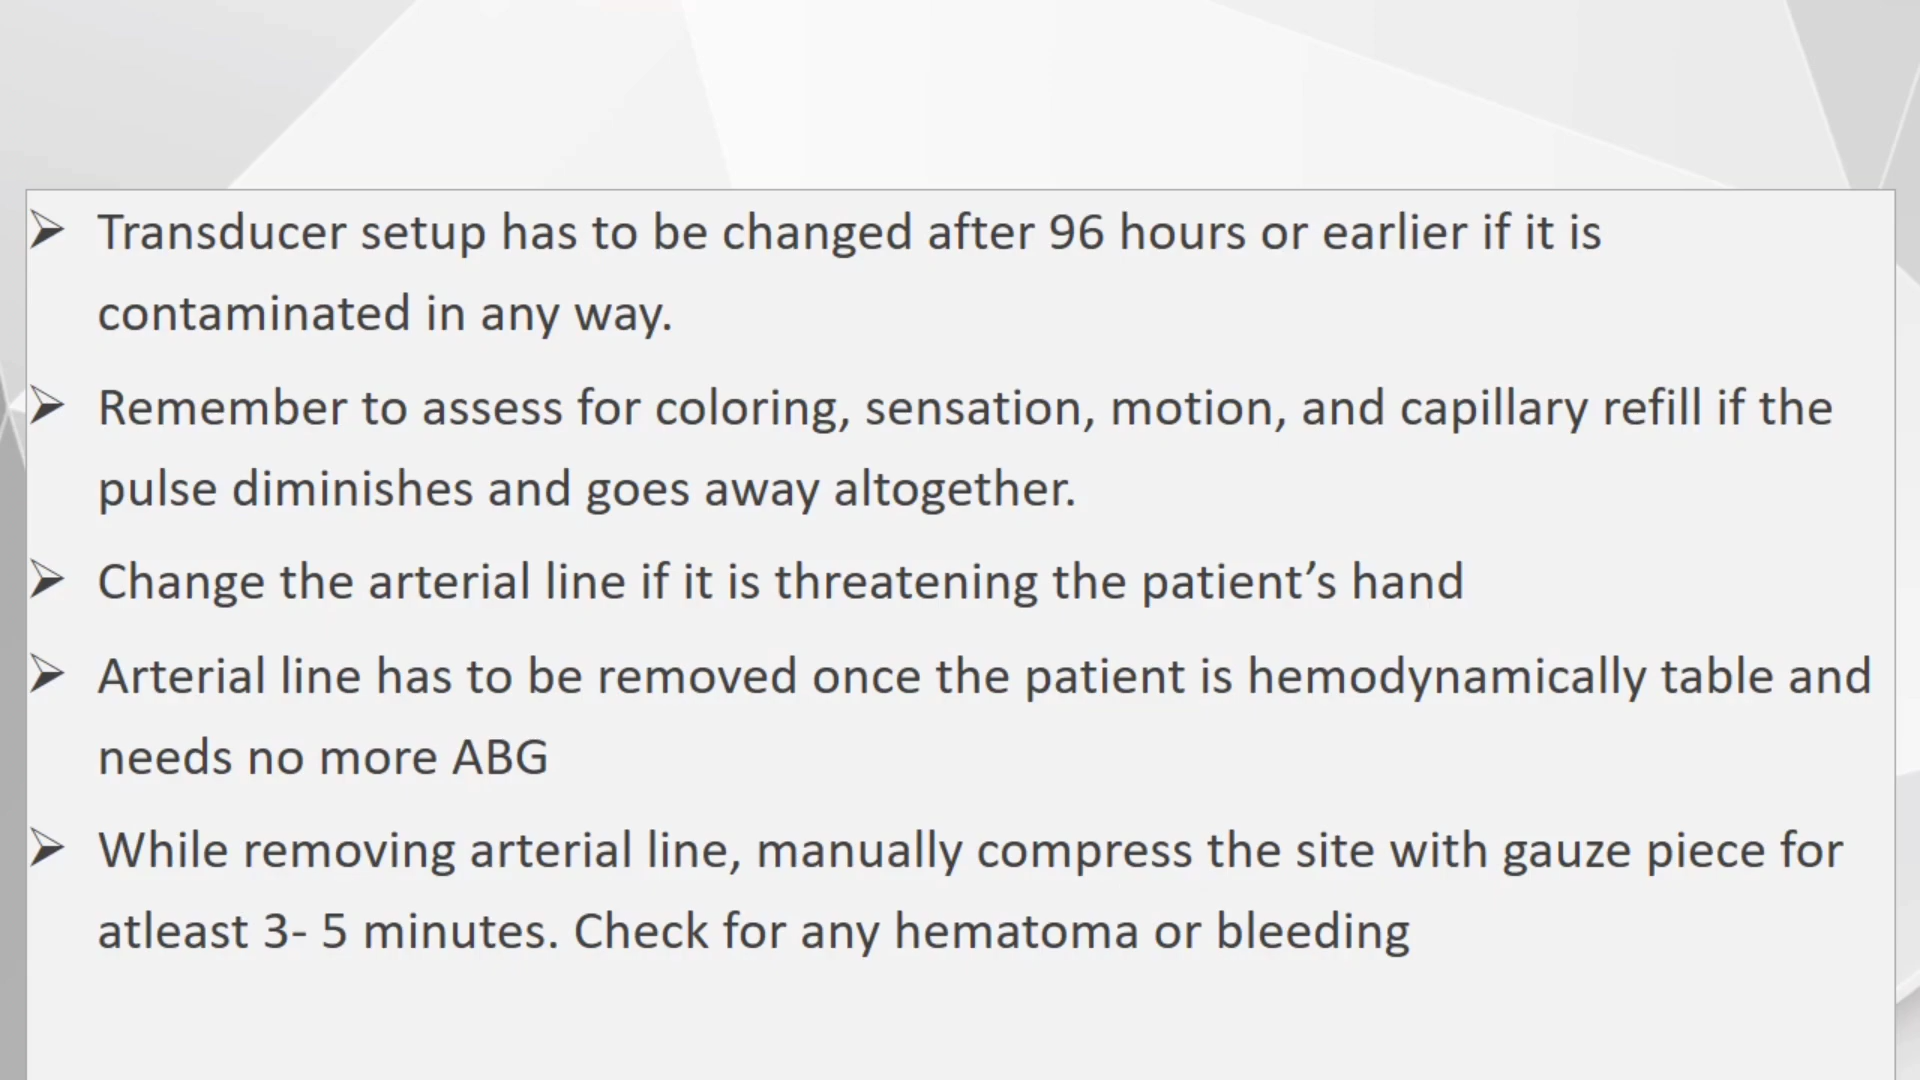 Transducer setup has to be changed after 96 hours or earlier if it is
contaminated in any way.
Remember to assess for coloring, sensation, motion, and capillary refill if the
pulse diminishes and goes away altogether.
Change the arterial line if it is threatening the patient’s hand
Arterial line has to be removed once the patient is hemodynamically table and
needs no more ABG
While removing arterial line, manually compress the site with gauze piece for
atleast 3- 5 minutes. Check for any hematoma or bleeding